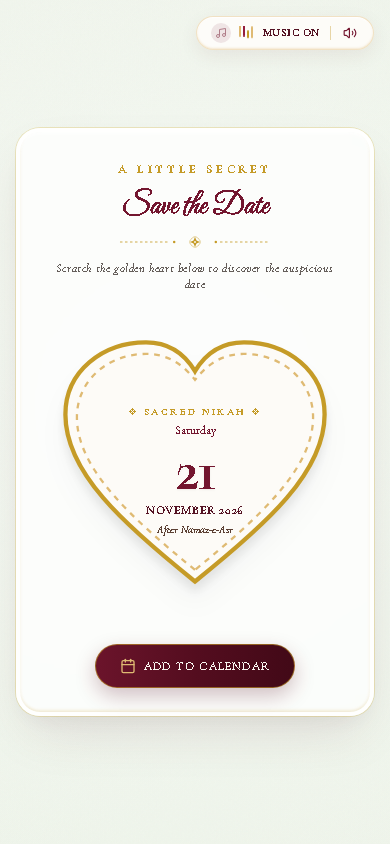 MUSIC ON
A LITTLE SECRET
Save the Date
Scratch the golden heart below to discover the auspicious
date
SACRED NIKAH
Saturday
21
NOVEMBER 2026
After Namaz-e-Asr
ADD TO CALENDAR